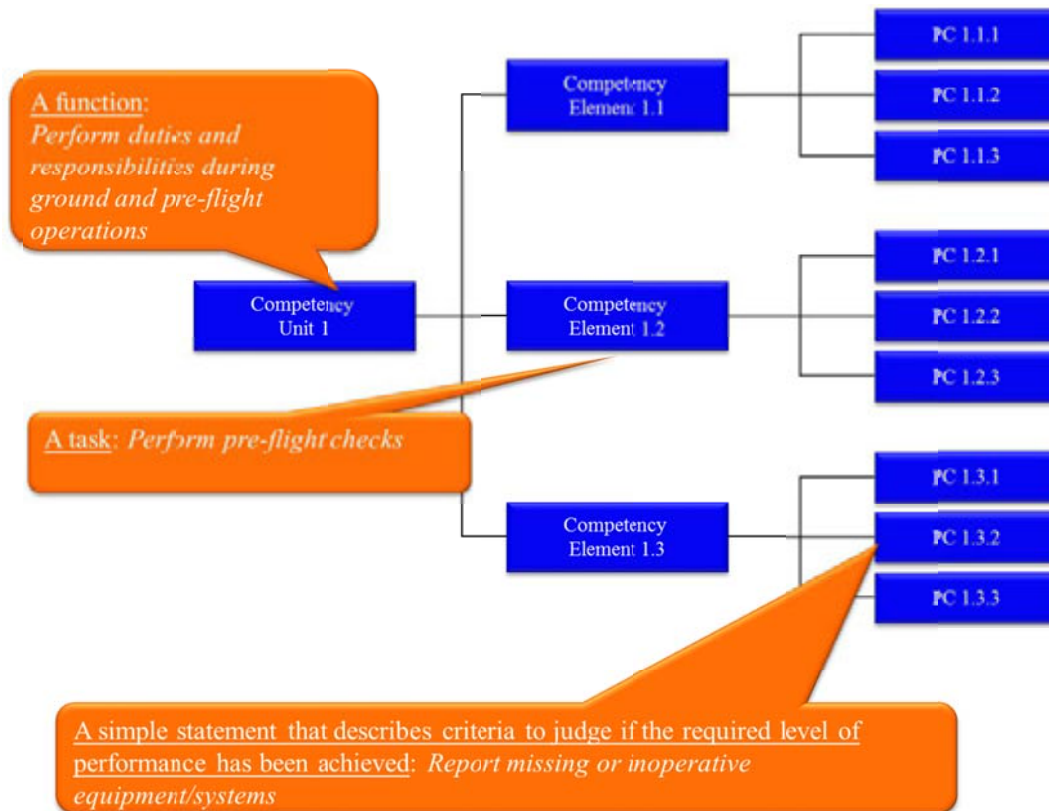 PC 1.1.1
Competency
Element 1.1
PC 1.1.2
PC 1.1.3
A function:
Perform duties and
responsibilities during
ground and pre-flight
operations
PC 1.2.1
Competency
Unit 1
Competency
Element 1.2
PC 1.2.2
PC 1.2.3
A task: Perform pre-flight checks
PC 1.3.1
Competency
Element 1.3
PC 1.3.2
PC 1.3.3
A simple statement that describes criteria to judge if the required level of
performance has been achieved: Report missing or inoperative
equipment/systems